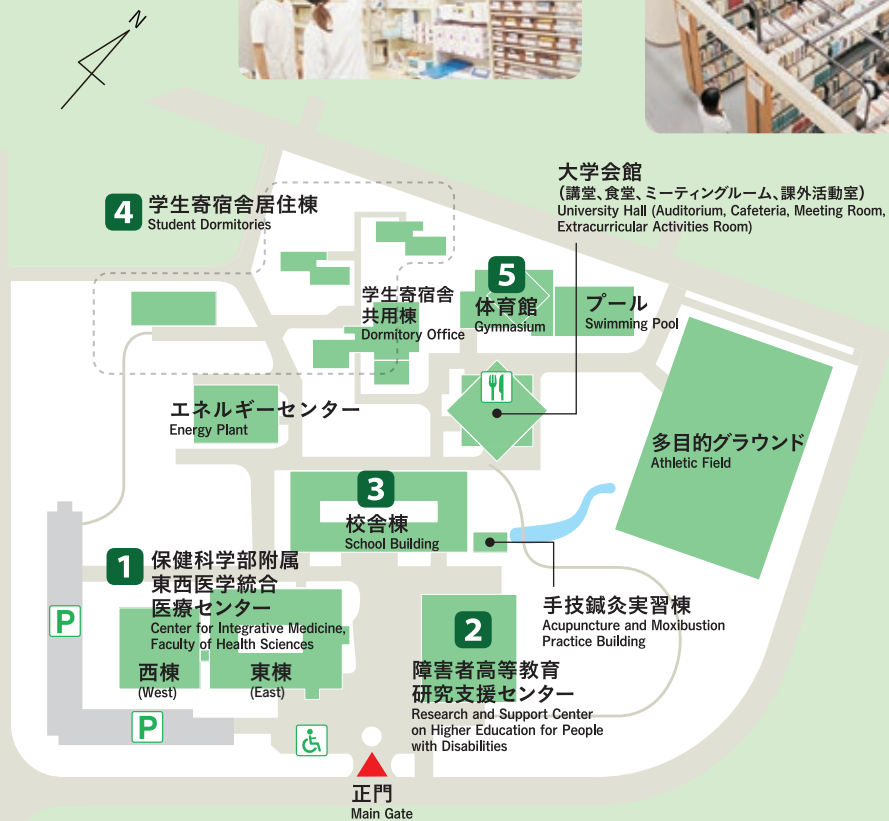 N
大学会館
(講堂、食堂、ミーティングルーム、課外活動室)
University Hall (Auditorium, Cafeteria, Meeting Room,
Extracurricular Activities Room)
4 学生寄宿舎居住棟
Student Dormitories
5
体育館
Gymnasium
プール
Swimming Pool
学生寄宿舎
共用棟
Dormitory Office
エネルギーセンター
Energy Plant
多目的グラウンド
Athletic Field
3
校舎棟
School Building
1 保健科学部附属
東西医学統合
医療センター
Center for Integrative Medicine,
Faculty of Health Sciences
西棟
(West)
東棟
(East)
P
P
手技鍼灸実習棟
Acupuncture and Moxibustion
Practice Building
2
障害者高等教育
研究支援センター
Research and Support Center
on Higher Education for People
with Disabilities
正門
Main Gate